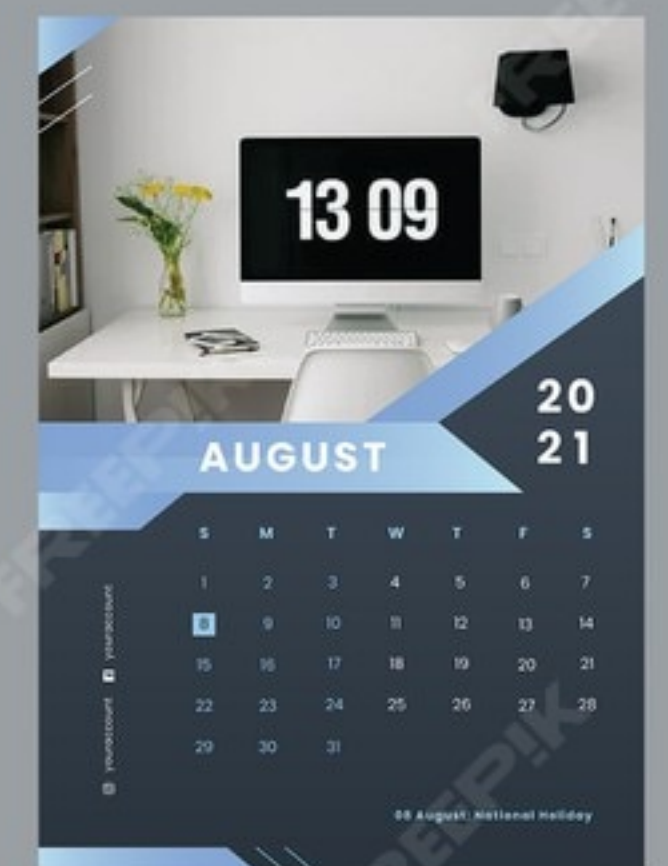 13 09
20
21
AUGUST
S M T W T F S
1 2 3 4 5 6 7
8 9 10 11 12 13 14
15 16 17 18 19 20 21
22 23 24 25 26 27 28
29 30 31
youraccount
youraccount
08 August: National Holiday
FREEPIK
FREEPIK